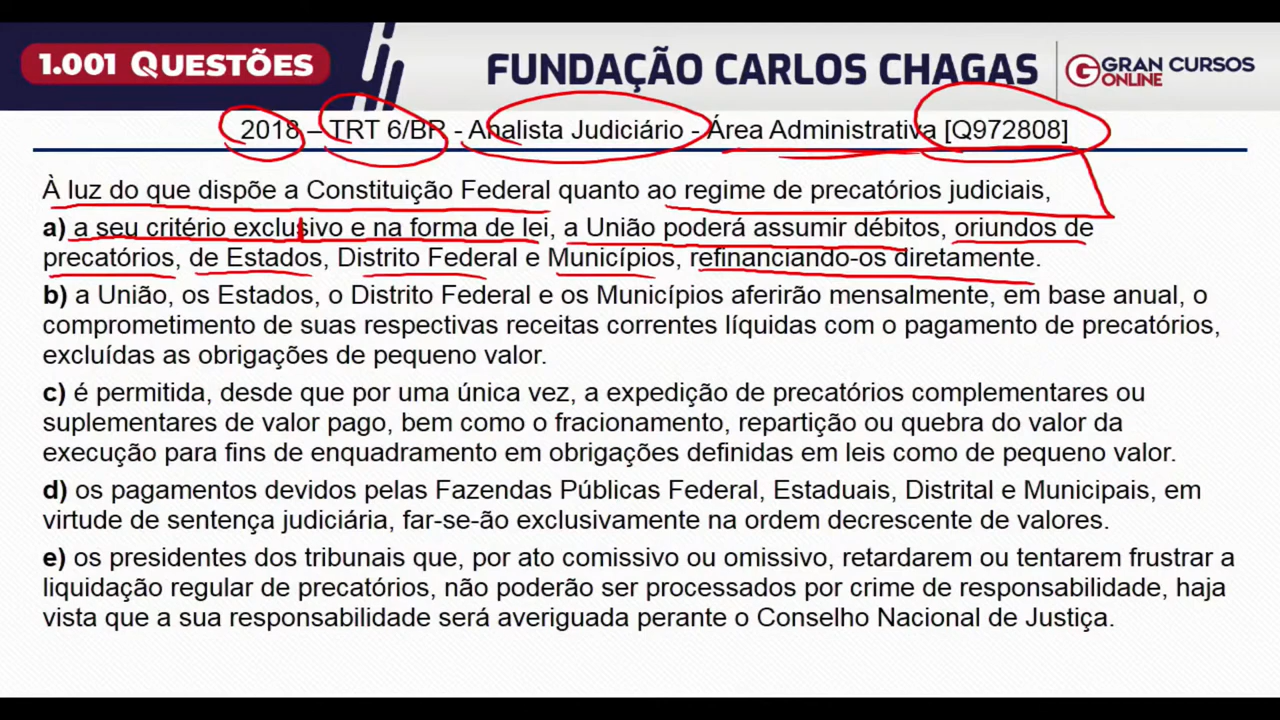 1.001 QUESTÕES
FUNDAÇÃO CARLOS CHAGAS
GRAN CURSOS
ONLINE
2018 – TRT 6/BR - Analista Judiciário - Área Administrativa [Q972808]
À luz do que dispõe a Constituição Federal quanto ao regime de precatórios judiciais,
a) a seu critério exclusivo e na forma de lei, a União poderá assumir débitos, oriundos de
precatórios, de Estados, Distrito Federal e Municípios, refinanciando-os diretamente.
b) a União, os Estados, o Distrito Federal e os Municípios aferirão mensalmente, em base anual, o
comprometimento de suas respectivas receitas correntes líquidas com o pagamento de precatórios,
excluídas as obrigações de pequeno valor.
c) é permitida, desde que por uma única vez, a expedição de precatórios complementares ou
suplementares de valor pago, bem como o fracionamento, repartição ou quebra do valor da
execução para fins de enquadramento em obrigações definidas em leis como de pequeno valor.
d) os pagamentos devidos pelas Fazendas Públicas Federal, Estaduais, Distrital e Municipais, em
virtude de sentença judiciária, far-se-ão exclusivamente na ordem decrescente de valores.
e) os presidentes dos tribunais que, por ato comissivo ou omissivo, retardarem ou tentarem frustrar a
liquidação regular de precatórios, não poderão ser processados por crime de responsabilidade, haja
vista que a sua responsabilidade será averiguada perante o Conselho Nacional de Justiça.